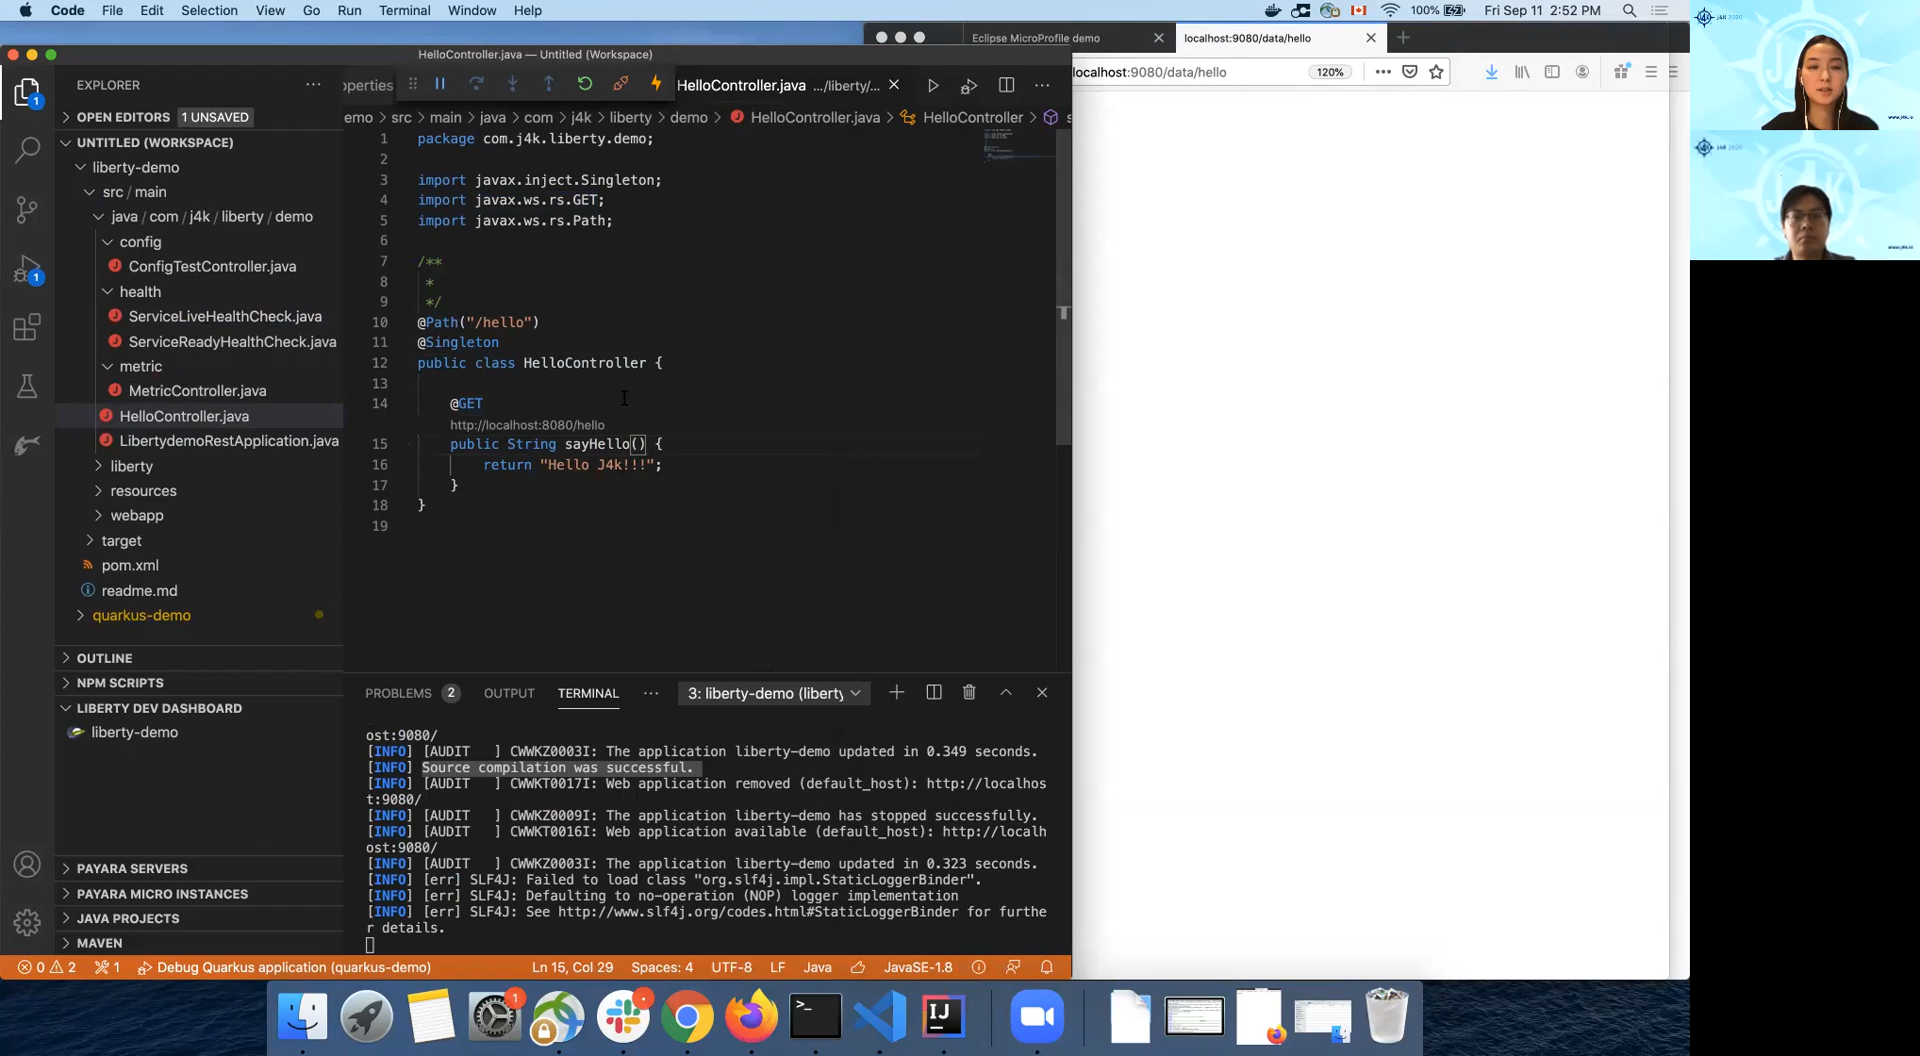 Code File Edit Selection View Go Run Terminal Window Help
100% Fri Sep 11 2:52 PM
HelloController.java — Untitled (Workspace)
Eclipse MicroProfile demo
localhost:9080/data/hello
EXPLORER
operties
HelloController.java .../liberty/...
localhost:9080/data/hello 120%
OPEN EDITORS 1 UNSAVED
emo > src > main > java > com > j4k > liberty > demo > HelloController.java > HelloController >
UNTITLED (WORKSPACE)
liberty-demo
src / main
java / com / j4k / liberty / demo
config
ConfigTestController.java
health
ServiceLiveHealthCheck.java
ServiceReadyHealthCheck.java
metric
MetricController.java
HelloController.java
LibertydemoRestApplication.java
liberty
resources
webapp
target
pom.xml
readme.md
quarkus-demo
OUTLINE
NPM SCRIPTS
LIBERTY DEV DASHBOARD
liberty-demo
PAYARA SERVERS
PAYARA MICRO INSTANCES
JAVA PROJECTS
MAVEN
1 package com.j4k.liberty.demo;
2
3 import javax.inject.Singleton;
4 import javax.ws.rs.GET;
5 import javax.ws.rs.Path;
6
7 /**
8 *
9 */
10 @Path("/hello")
11 @Singleton
12 public class HelloController {
13
14 @GET
http://localhost:8080/hello
15 public String sayHello() {
16 return "Hello J4k!!!";
17 }
18 }
19
PROBLEMS 2 OUTPUT TERMINAL ... 3: liberty-demo (liberty
ost:9080/
[INFO] [AUDIT ] CWWKZ0003I: The application liberty-demo updated in 0.349 seconds.
[INFO] Source compilation was successful.
[INFO] [AUDIT ] CWWKT0017I: Web application removed (default_host): http://localhos
t:9080/
[INFO] [AUDIT ] CWWKZ0009I: The application liberty-demo has stopped successfully.
[INFO] [AUDIT ] CWWKT0016I: Web application available (default_host): http://localh
ost:9080/
[INFO] [AUDIT ] CWWKZ0003I: The application liberty-demo updated in 0.323 seconds.
[INFO] [err] SLF4J: Failed to load class "org.slf4j.impl.StaticLoggerBinder".
[INFO] [err] SLF4J: Defaulting to no-operation (NOP) logger implementation
[INFO] [err] SLF4J: See http://www.slf4j.org/codes.html#StaticLoggerBinder for furthe
r details.
0 2 1 Debug Quarkus application (quarkus-demo) Ln 15, Col 29 Spaces: 4 UTF-8 LF Java JavaSE-1.8